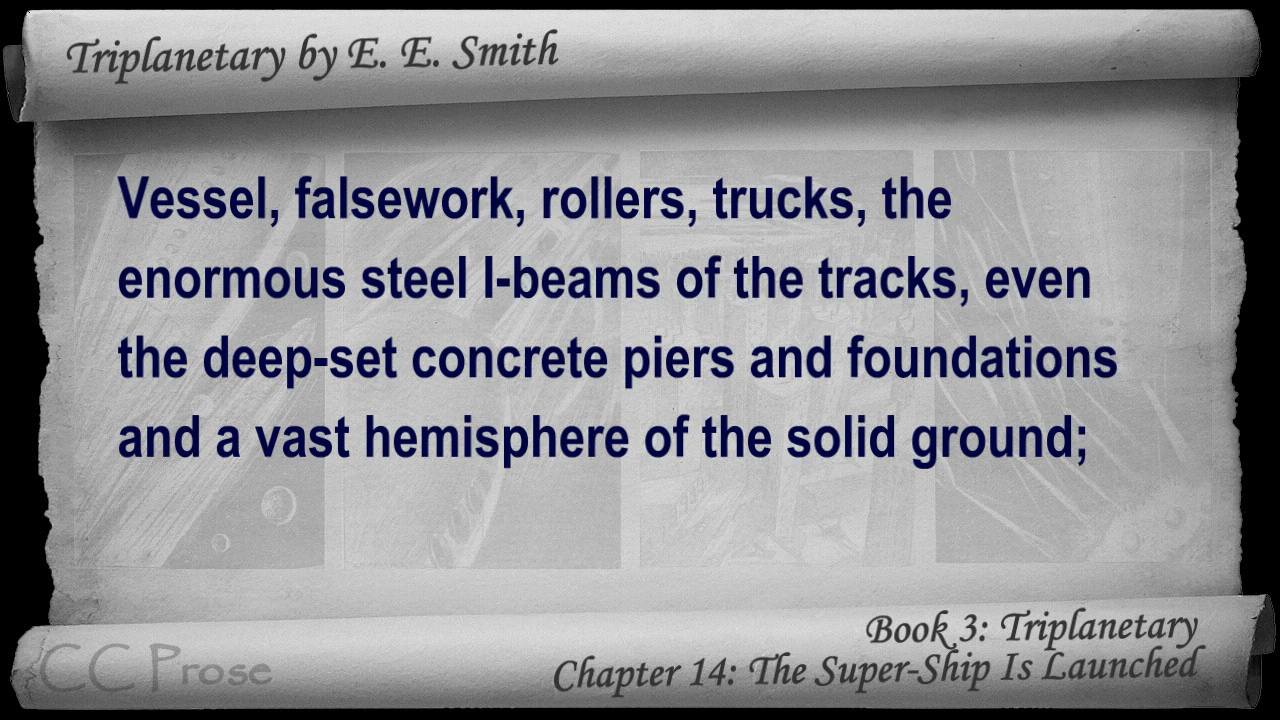 Triplanetary by E. E. Smith
Vessel, falsework, rollers, trucks, the
enormous steel I-beams of the tracks, even
the deep-set concrete piers and foundations
and a vast hemisphere of the solid ground;
Book 3: Triplanetary
Chapter 14: The Super-Ship Is Launched
CC Prose